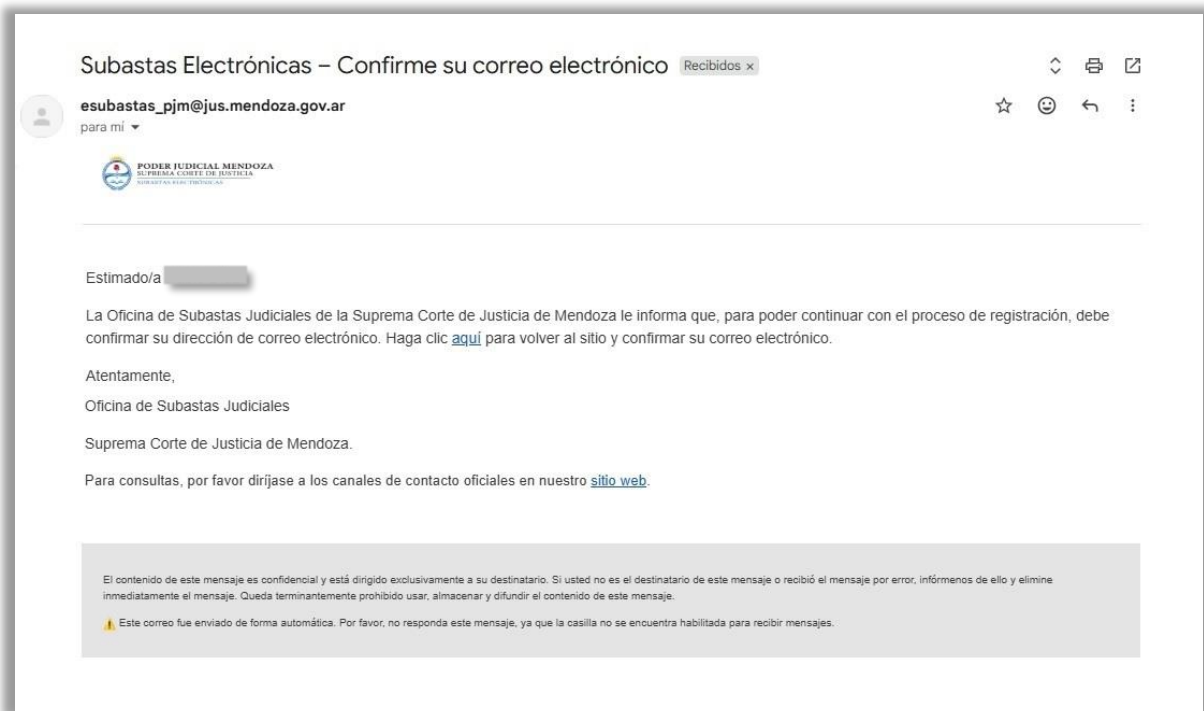 Subastas Electrónicas – Confirme su correo electrónico Recibidos x
esubastas_pjm@jus.mendoza.gov.ar
para mí
PODER JUDICIAL MENDOZA
SUPREMA CORTE DE JUSTICIA
SUBASTAS ELECTRÓNICAS
Estimado/a
La Oficina de Subastas Judiciales de la Suprema Corte de Justicia de Mendoza le informa que, para poder continuar con el proceso de registración, debe
confirmar su dirección de correo electrónico. Haga clic aquí para volver al sitio y confirmar su correo electrónico.
Atentamente,
Oficina de Subastas Judiciales
Suprema Corte de Justicia de Mendoza.
Para consultas, por favor diríjase a los canales de contacto oficiales en nuestro sitio web.
El contenido de este mensaje es confidencial y está dirigido exclusivamente a su destinatario. Si usted no es el destinatario de este mensaje o recibió el mensaje por error, infórmenos de ello y elimine
inmediatamente el mensaje. Queda terminantemente prohibido usar, almacenar y difundir el contenido de este mensaje.
⚠ Este correo fue enviado de forma automática. Por favor, no responda este mensaje, ya que la casilla no se encuentra habilitada para recibir mensajes.